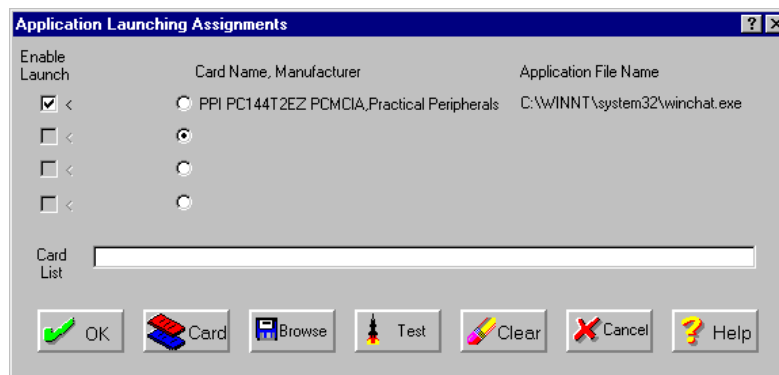 Application Launching Assignments
Enable
Launch
Card Name, Manufacturer
Application File Name
< PPI PC144T2EZ PCMCIA,Practical Peripherals C:\WINNT\system32\winchat.exe
<
<
<
Card
List
OK Card Browse Test Clear Cancel Help